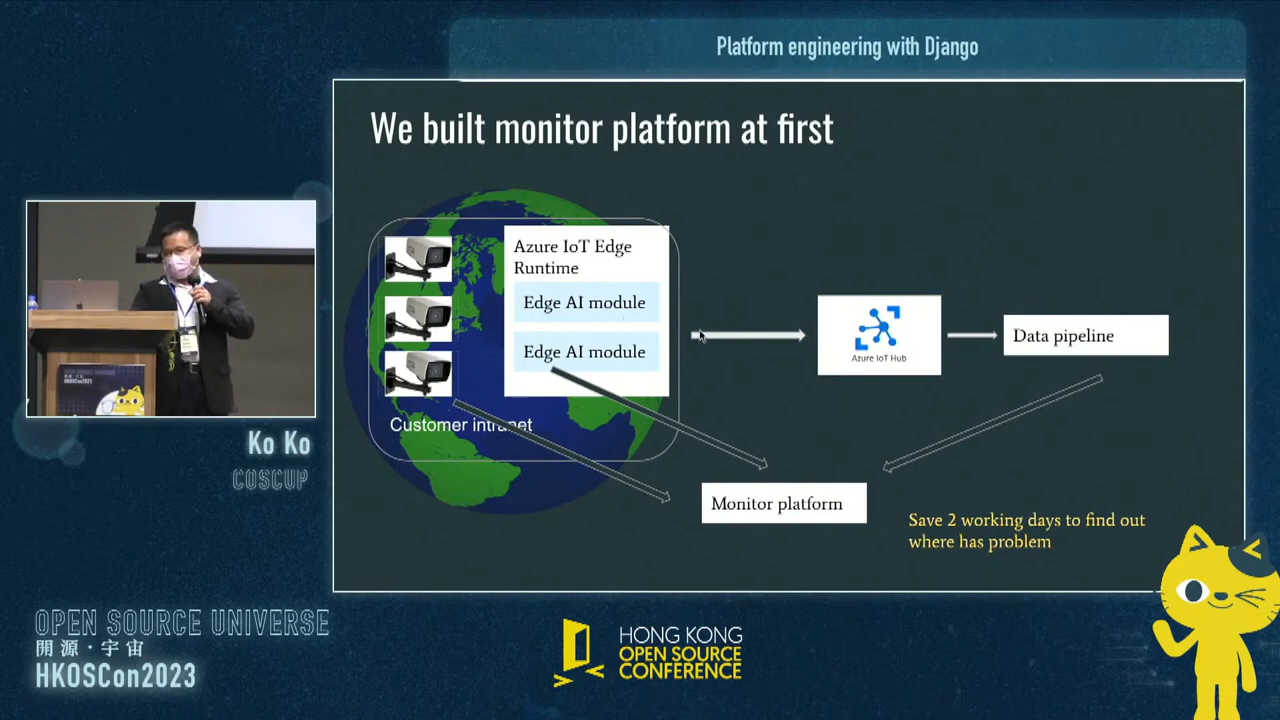 Platform engineering with Django
We built monitor platform at first
Azure IoT Edge
Runtime
Edge AI module
Edge AI module
Customer intranet
Azure IoT Hub
Data pipeline
Monitor platform
Save 2 working days to find out
where has problem
Ko Ko
COSCUP
OPEN SOURCE UNIVERSE
開源·宇宙
HKOSCon2023
HONG KONG
OPEN SOURCE
CONFERENCE